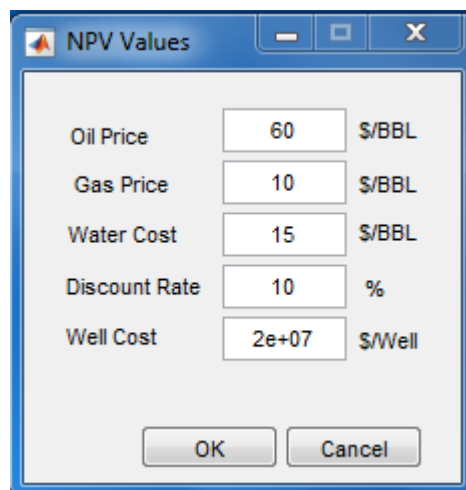 NPV Values
Oil Price 60 $/BBL
Gas Price 10 $/BBL
Water Cost 15 $/BBL
Discount Rate 10 %
Well Cost 2e+07 $/Well
OK Cancel